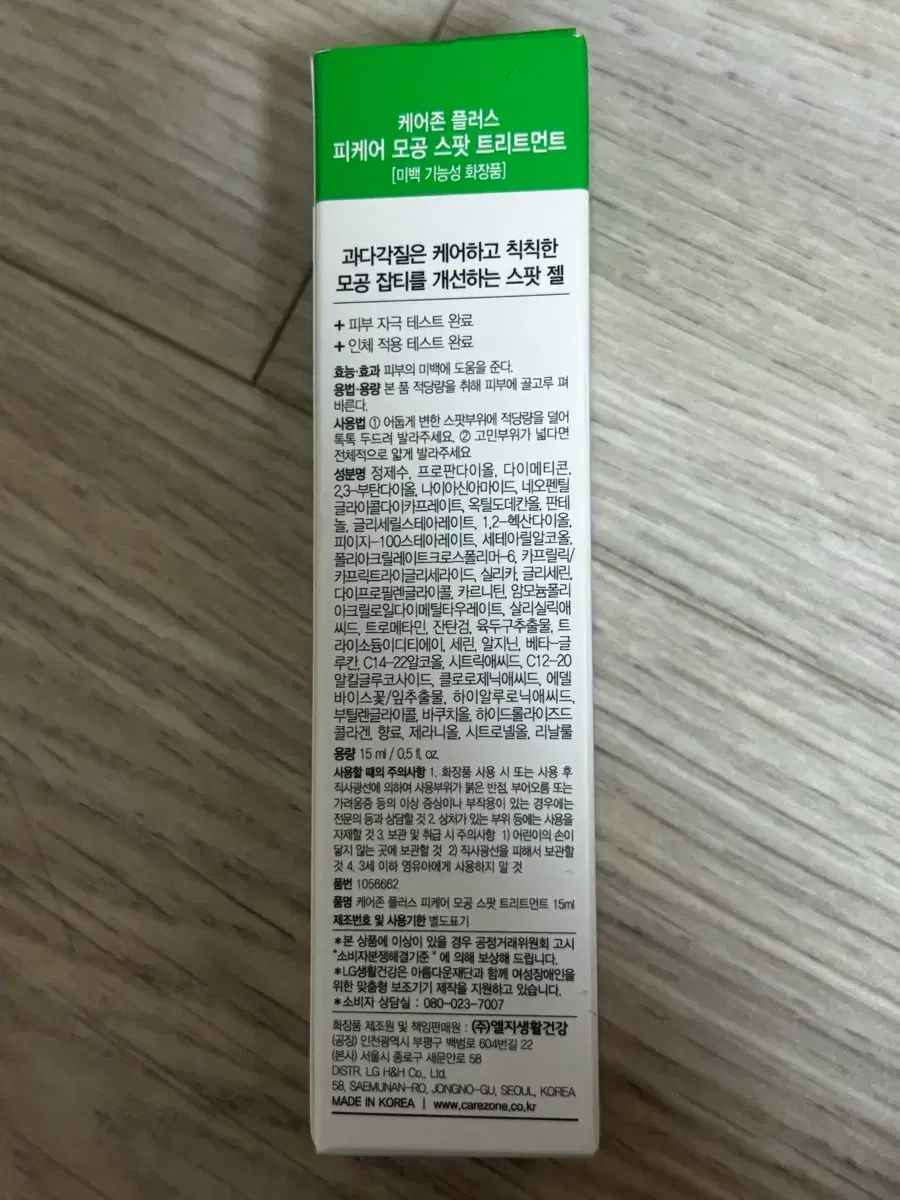 케어존 플러스
피케어 모공 스팟 트리트먼트
[미백 기능성 화장품]
과다각질은 케어하고 칙칙한
모공 잡티를 개선하는 스팟 젤
+ 피부 자극 테스트 완료
+ 인체 적용 테스트 완료
효능·효과 피부의 미백에 도움을 준다.
용법·용량 본 품 적당량을 취해 피부에 골고루 펴
바른다.
사용법 ① 어둡게 변한 스팟부위에 적당량을 덜어
톡톡 두드려 발라주세요. ② 고민부위가 넓다면
전체적으로 얇게 발라주세요
성분명 정제수, 프로판다이올, 다이메티콘,
2,3-부탄다이올, 나이아신아마이드, 네오펜틸
글라이콜다이카프레이트, 옥틸도데칸올, 판테
놀, 글리세릴스테아레이트, 1,2-헥산다이올,
피이지-100스테아레이트, 세테아릴알코올,
폴리아크릴레이트크로스폴리머-6, 카프릴릭/
카프릭트라이글리세라이드, 실리카, 글리세린,
다이프로필렌글라이콜, 카르니틴, 암모늄폴리
아크릴로일다이메틸타우레이트, 살리실릭애
씨드, 트로메타민, 잔탄검, 육두구추출물, 트
라이소듐이디티에이, 세린, 알지닌, 베타-글
루칸, C14-22알코올, 시트릭애씨드, C12-20
알킬글루코사이드, 클로로제닉애씨드, 에델
바이스꽃/잎추출물, 하이알루로닉애씨드,
부틸렌글라이콜, 바쿠치올, 하이드롤라이즈드
콜라겐, 향료, 제라니올, 시트로넬올, 리날룰
용량 15 ml / 0.5 fl. oz.
사용할 때의 주의사항 1. 화장품 사용 시 또는 사용 후
직사광선에 의하여 사용부위가 붉은 반점, 부어오름 또는
가려움증 등의 이상 증상이나 부작용이 있는 경우에는
전문의 등과 상담할 것 2. 상처가 있는 부위 등에는 사용을
자제할 것 3. 보관 및 취급 시 주의사항 1) 어린이의 손이
닿지 않는 곳에 보관할 것 2) 직사광선을 피해서 보관할
것 4. 3세 이하 영유아에게 사용하지 말 것
품번 1056662
품명 케어존 플러스 피케어 모공 스팟 트리트먼트 15ml
제조번호 및 사용기한 별도표기
*본 상품에 이상이 있을 경우 공정거래위원회 고시
"소비자분쟁해결기준" 에 의해 보상해 드립니다.
*LG생활건강은 아름다운재단과 함께 여성장애인을
위한 맞춤형 보조기기 제작을 지원하고 있습니다.
*소비자 상담실 : 080-023-7007
화장품 제조원 및 책임판매원 : (주)엘지생활건강
(공장) 인천광역시 부평구 백범로 604번길 22
(본사) 서울시 종로구 새문안로 58
DISTR. LG H&H Co., Ltd.
58, SAEMUNAN-RO, JONGNO-GU, SEOUL, KOREA
MADE IN KOREA | www.carezone.co.kr